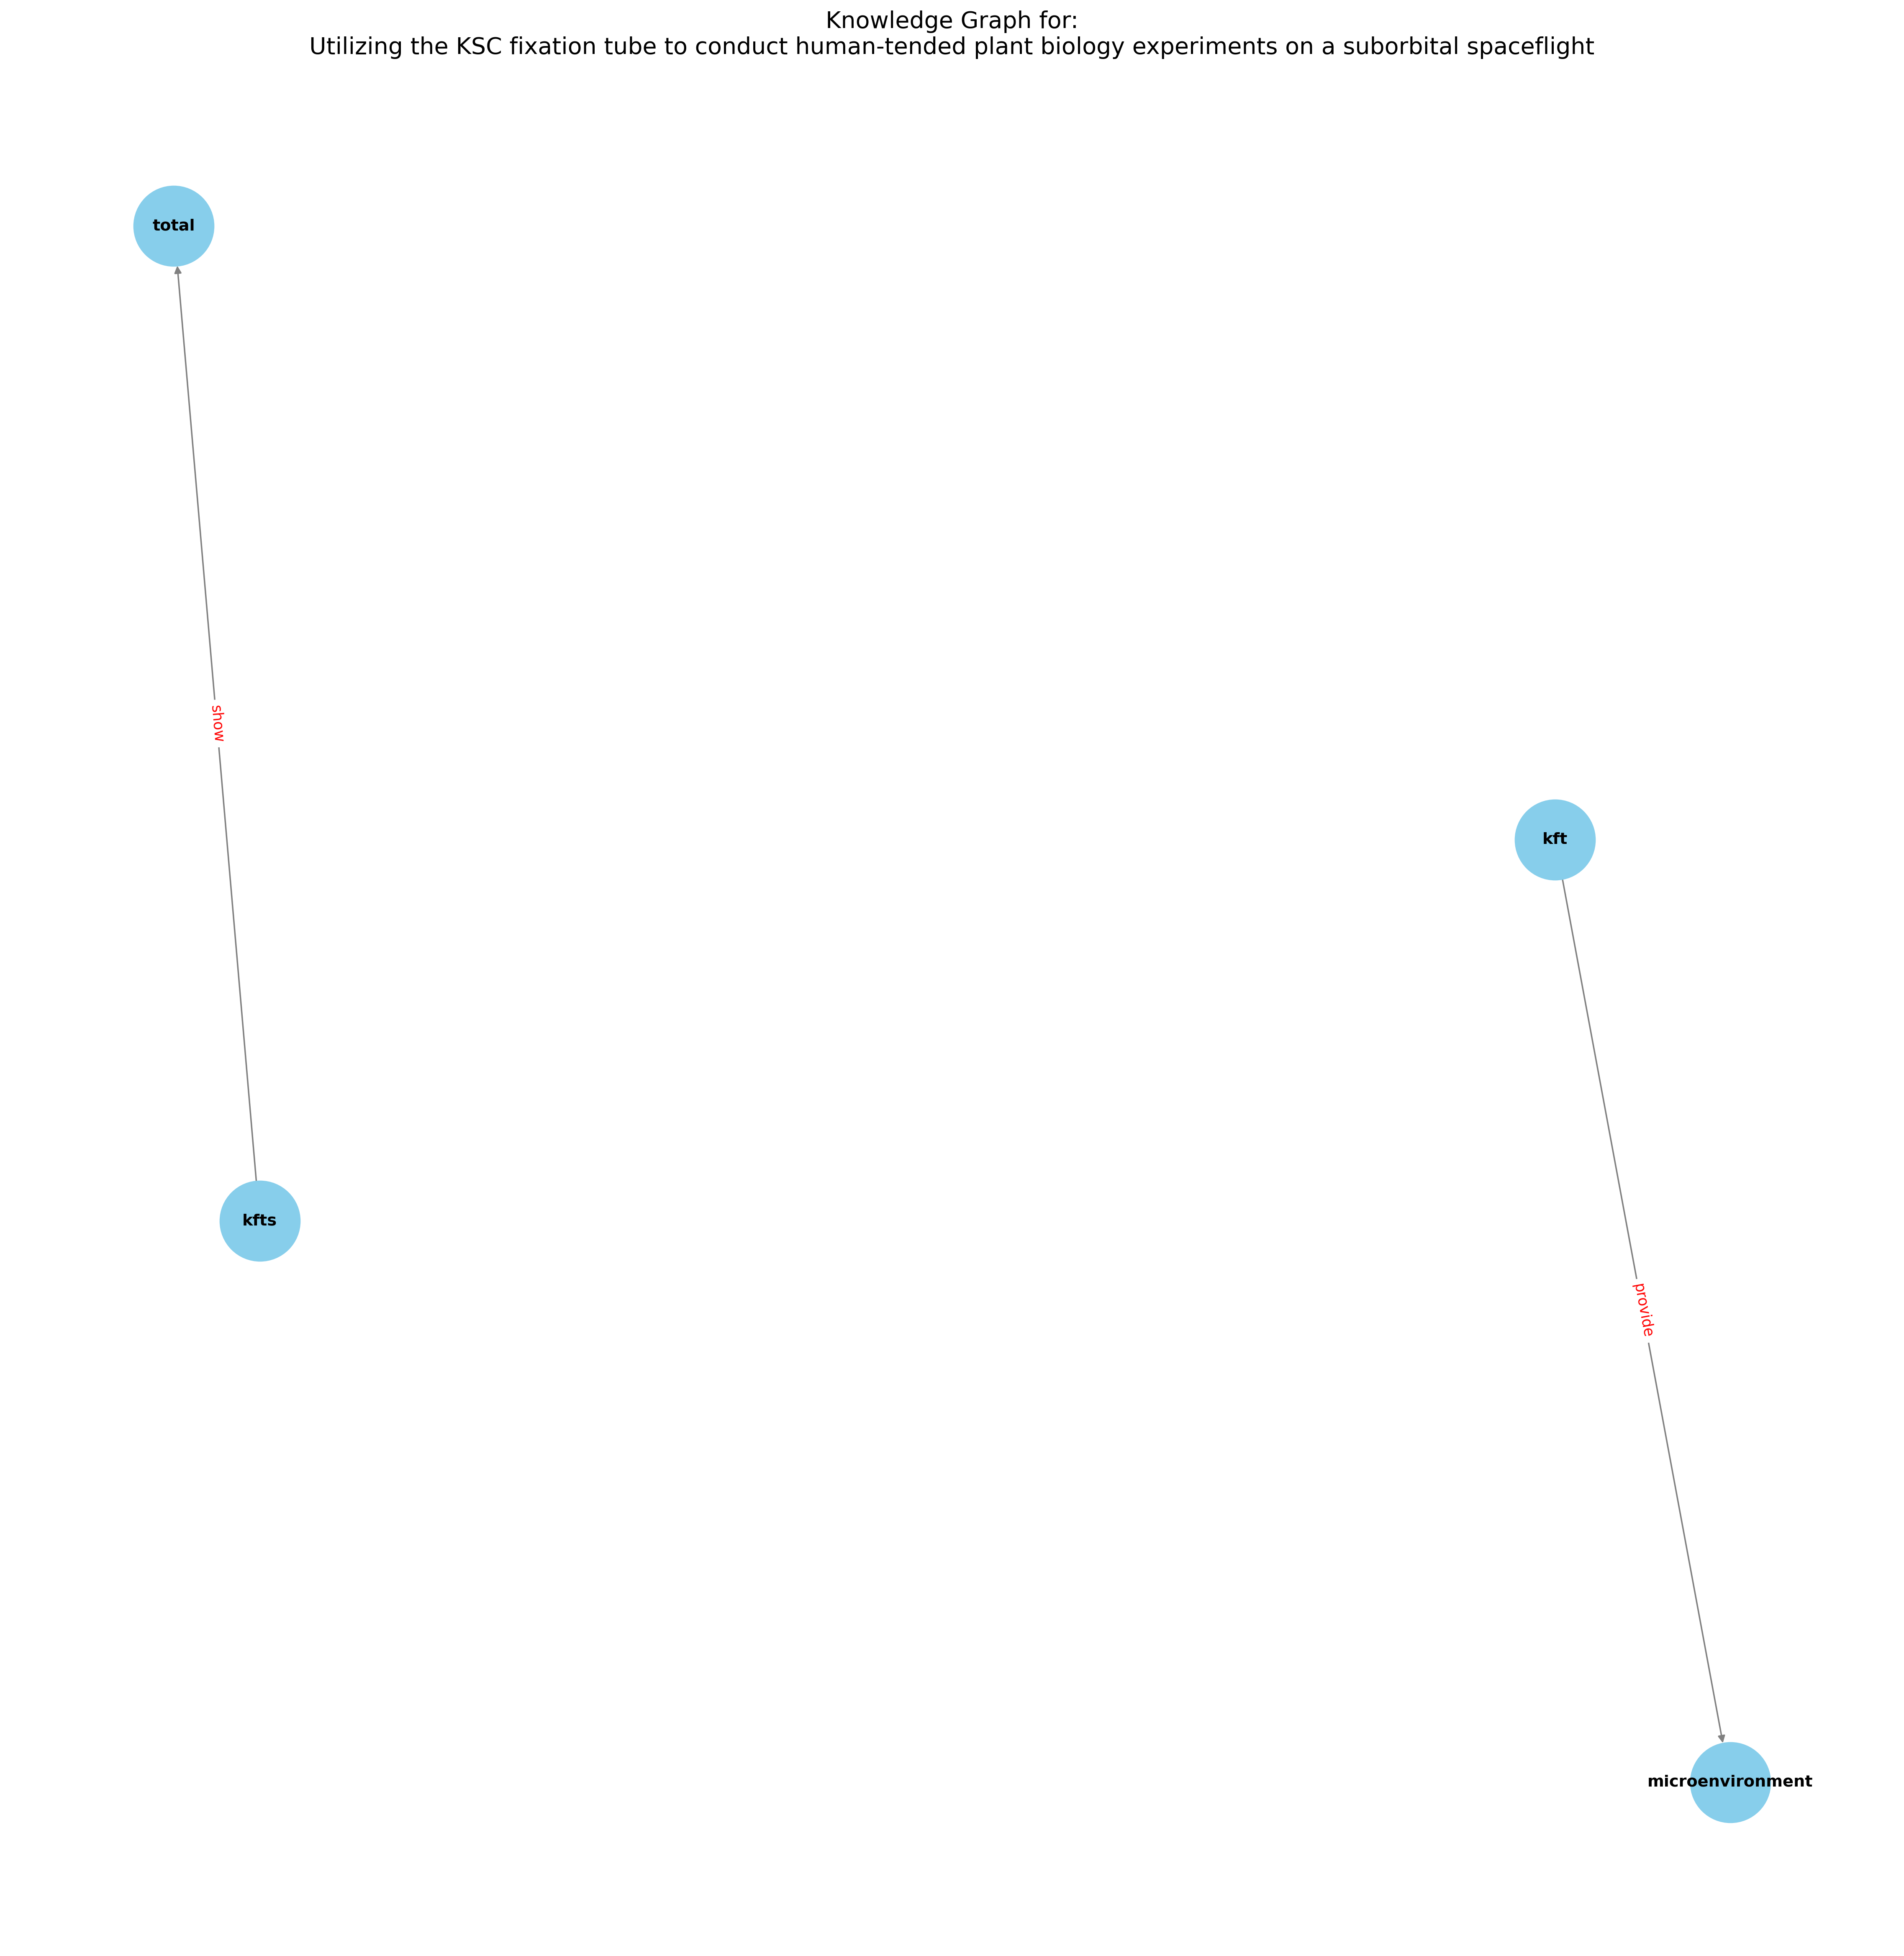 Knowledge Graph for:
Utilizing the KSC fixation tube to conduct human-tended plant biology experiments on a suborbital spaceflight
total
show
kft
kfts
provide
microenvironment